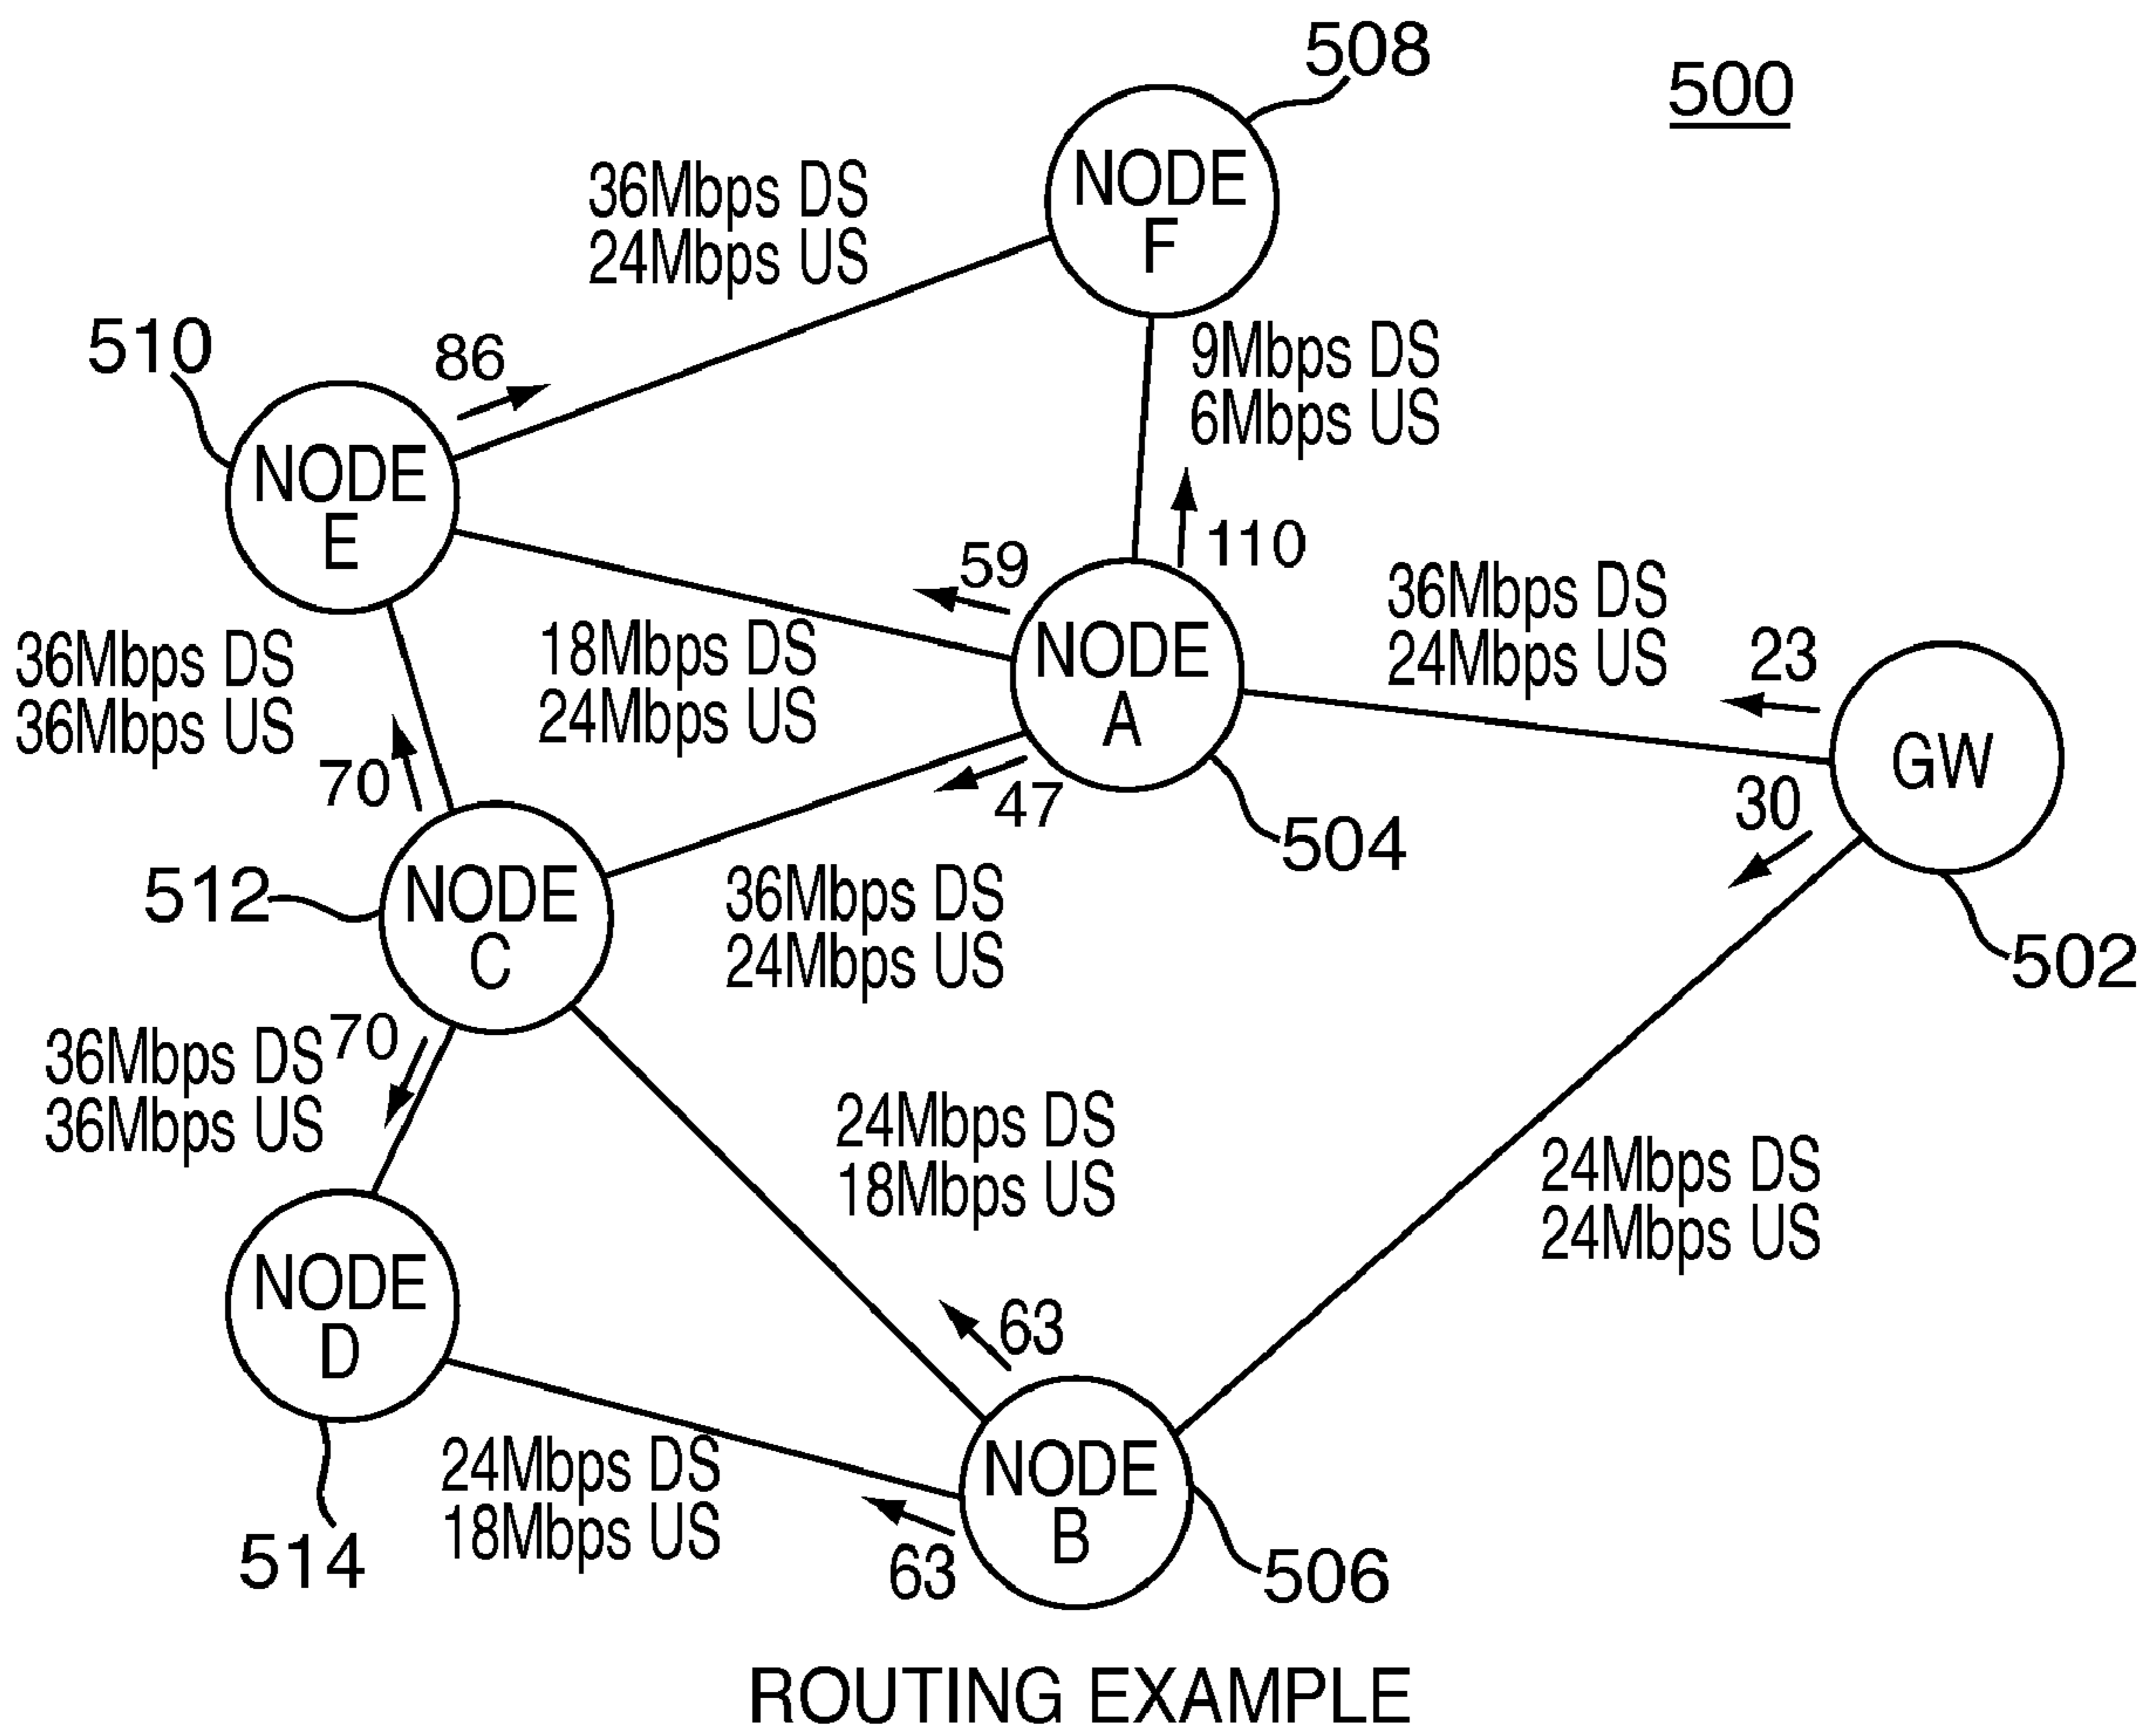 508
500
NODE
F
36Mbps DS
24Mbps US
510
86
9Mbps DS
6Mbps US
NODE
E
110
59
36Mbps DS
24Mbps US
23
NODE
A
GW
36Mbps DS
36Mbps US
18Mbps DS
24Mbps US
70
47
30
504
512
NODE
C
36Mbps DS
24Mbps US
502
70
36Mbps DS
36Mbps US
24Mbps DS
18Mbps US
24Mbps DS
24Mbps US
NODE
D
63
24Mbps DS
18Mbps US
NODE
B
514
63
506
ROUTING EXAMPLE